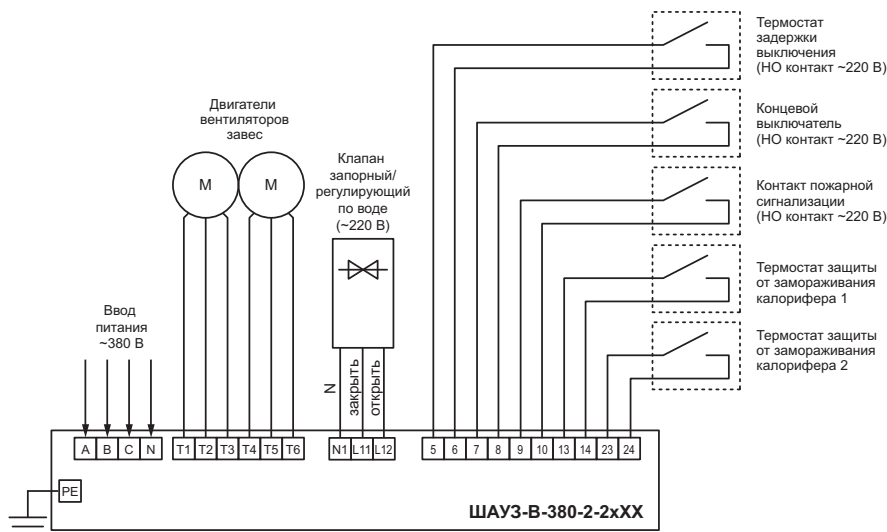 Термостат
задержки
выключения
(НО контакт ~220 В)
Двигатели
вентиляторов
завес
Концевой
выключатель
(НО контакт ~220 В)
Клапан
запорный/
регулирующий
по воде
(~220 В)
М
М
Контакт пожарной
сигнализации
(НО контакт ~220 В)
Термостат защиты
от замораживания
калорифера 1
Ввод
питания
~380 В
Термостат защиты
от замораживания
калорифера 2
N
закрыть
открыть
A B C N T1 T2 T3 T4 T5 T6 N1 L11 L12 5 6 7 8 9 10 13 14 23 24
PE
ШАУЗ-В-380-2-2хХХ